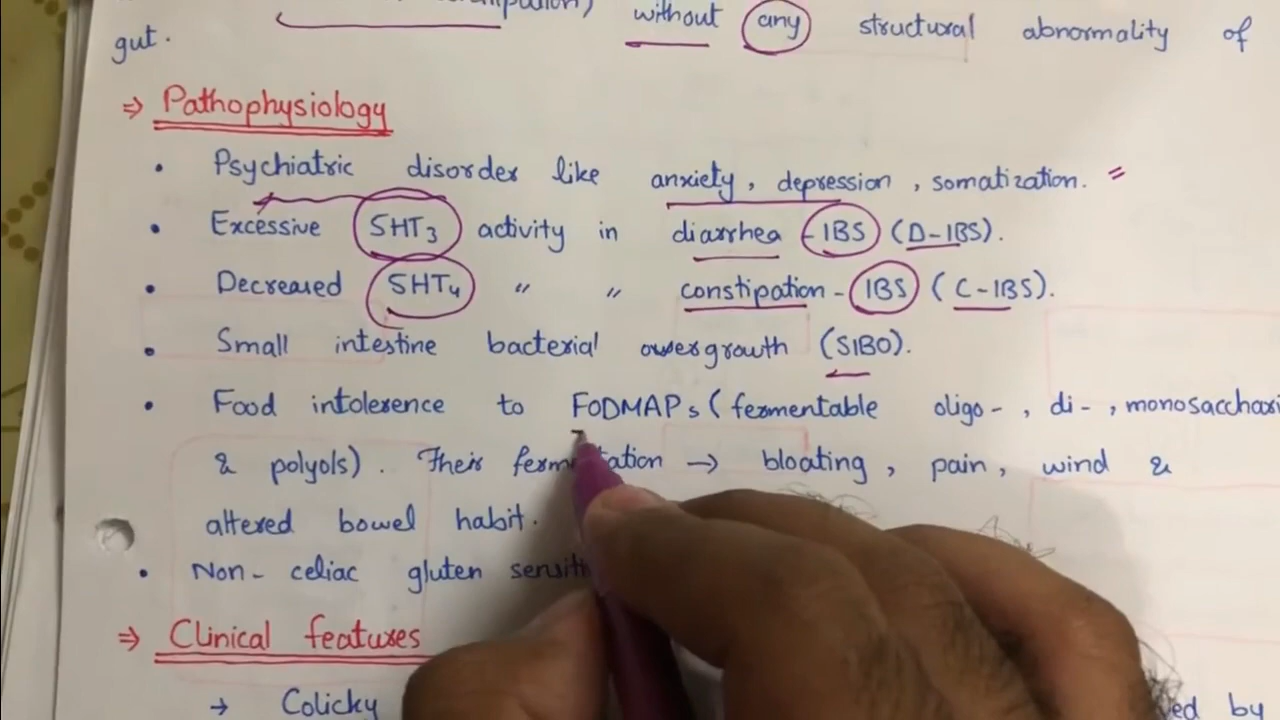 without any structural abnormality of
gut.
⇒ Pathophysiology
• Psychiatric disorder like anxiety, depression, somatization.
• Excessive 5HT3 activity in diarrhea - IBS (D-IBS).
• Decreased 5HT4 " " constipation - IBS (C-IBS).
• Small intestine bacterial overgrowth (SIBO).
• Food intolerence to FODMAPs (fermentable oligo-, di-, monosacchari
& polyols). Their fermentation → bloating, pain, wind &
altered bowel habit.
• Non-celiac gluten sensiti
⇒ Clinical features
→ Colicky by